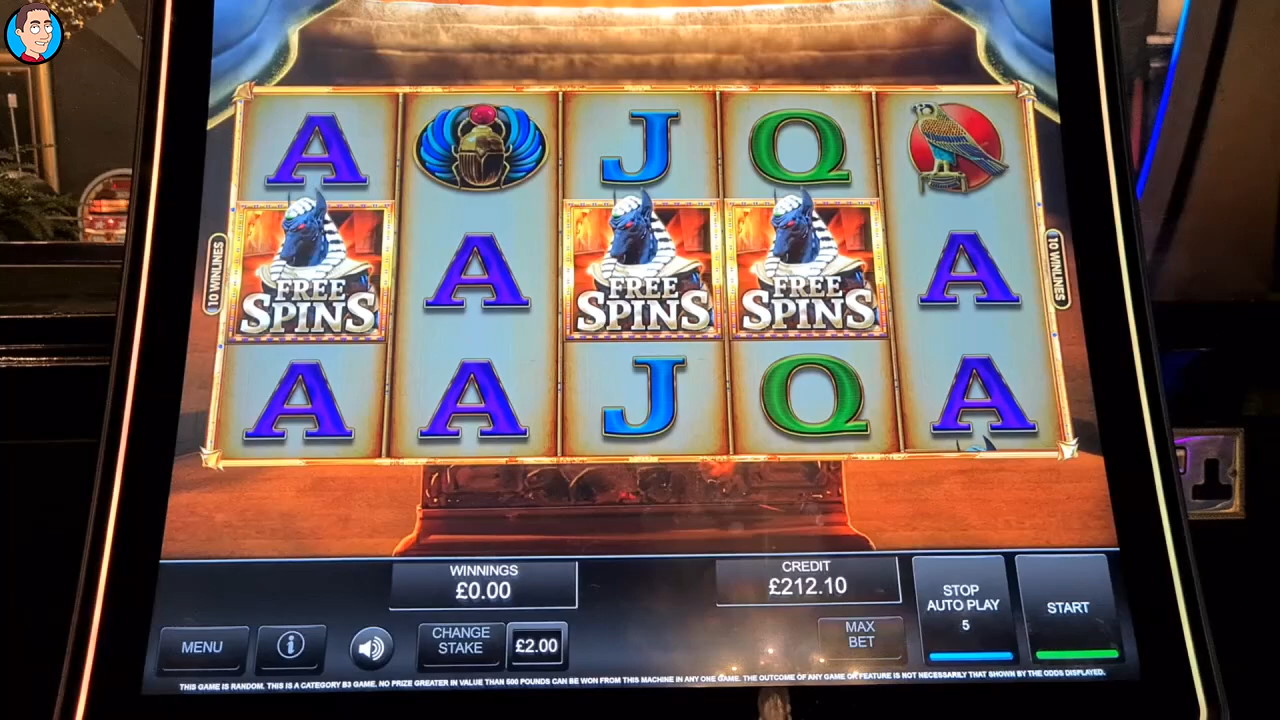 A J Q
10 WINLINES
FREE SPINS
A
FREE SPINS
FREE SPINS
A
10 WINLINES
A A J Q A
WINNINGS
£0.00
CREDIT
£212.10
STOP
AUTO PLAY
5
START
MENU
i
CHANGE
STAKE
£2.00
MAX
BET
THIS GAME IS RANDOM. THIS IS A CATEGORY B3 GAME. NO PRIZE GREATER IN VALUE THAN 500 POUNDS CAN BE WON FROM THIS MACHINE IN ANY ONE GAME. THE OUTCOME OF ANY GAME OR FEATURE IS NOT NECESSARILY THAT SHOWN BY THE ODDS DISPLAYED.